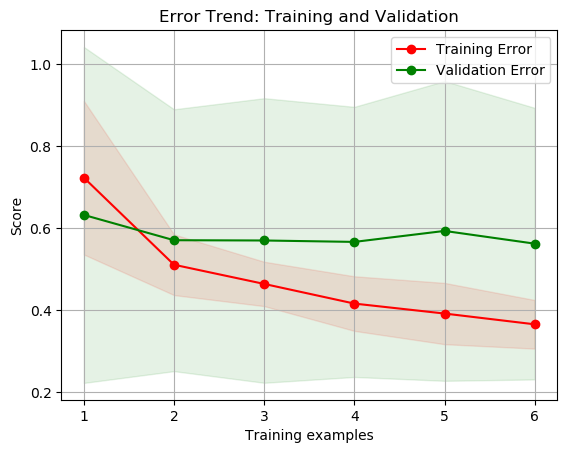 Error Trend: Training and Validation
Training Error
Validation Error
Score
1.0
0.8
0.6
0.4
0.2
1 2 3 4 5 6
Training examples